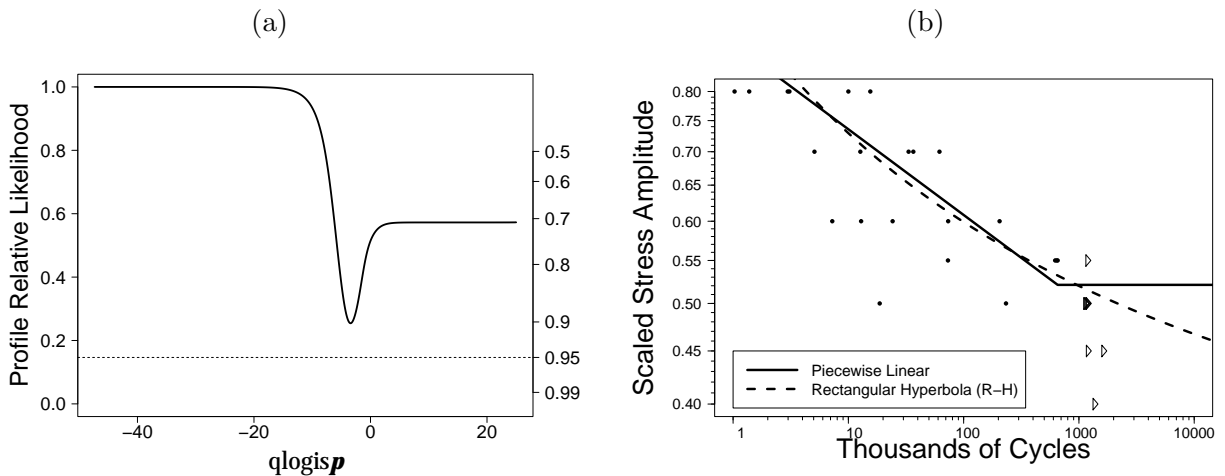 (a)
Profile Relative Likelihood
1.0
0.8
0.6
0.4
0.2
0.0
0.5
0.6
0.7
0.8
0.9
0.95
0.99
−40 −20 0 20
qlogisp
(b)
Scaled Stress Amplitude
0.80
0.75
0.70
0.65
0.60
0.55
0.50
0.45
0.40
Piecewise Linear
Rectangular Hyperbola (R−H)
1 10 100 1000 10000
Thousands of Cycles